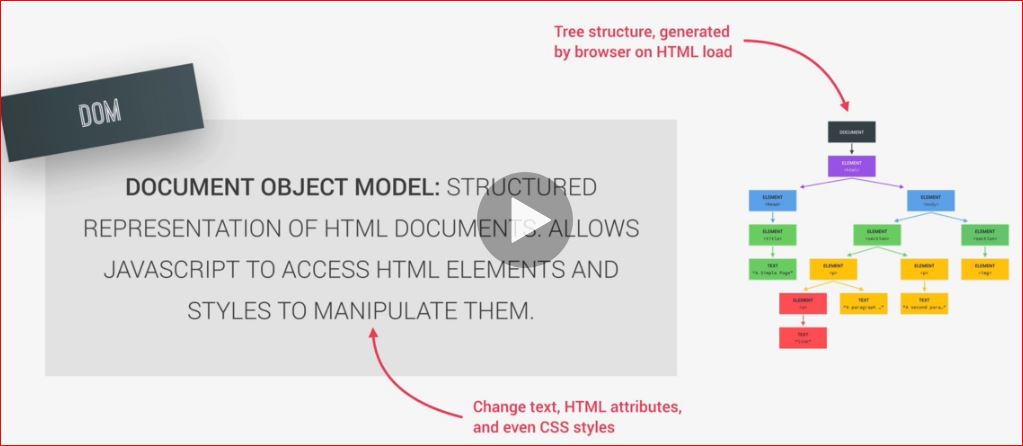 Tree structure, generated
by browser on HTML load
DOM
DOCUMENT OBJECT MODEL: STRUCTURED
REPRESENTATION OF HTML DOCUMENTS. ALLOWS
JAVASCRIPT TO ACCESS HTML ELEMENTS AND
STYLES TO MANIPULATE THEM.
Change text, HTML attributes,
and even CSS styles
DOCUMENT
ELEMENT
<html>
ELEMENT
<head>
ELEMENT
<body>
ELEMENT
<title>
ELEMENT
<section>
ELEMENT
<section>
TEXT
"A Simple Page"
ELEMENT
<p>
ELEMENT
<p>
ELEMENT
<img>
ELEMENT
<a>
TEXT
"A paragraph …"
TEXT
"A second para…"
TEXT
"link"